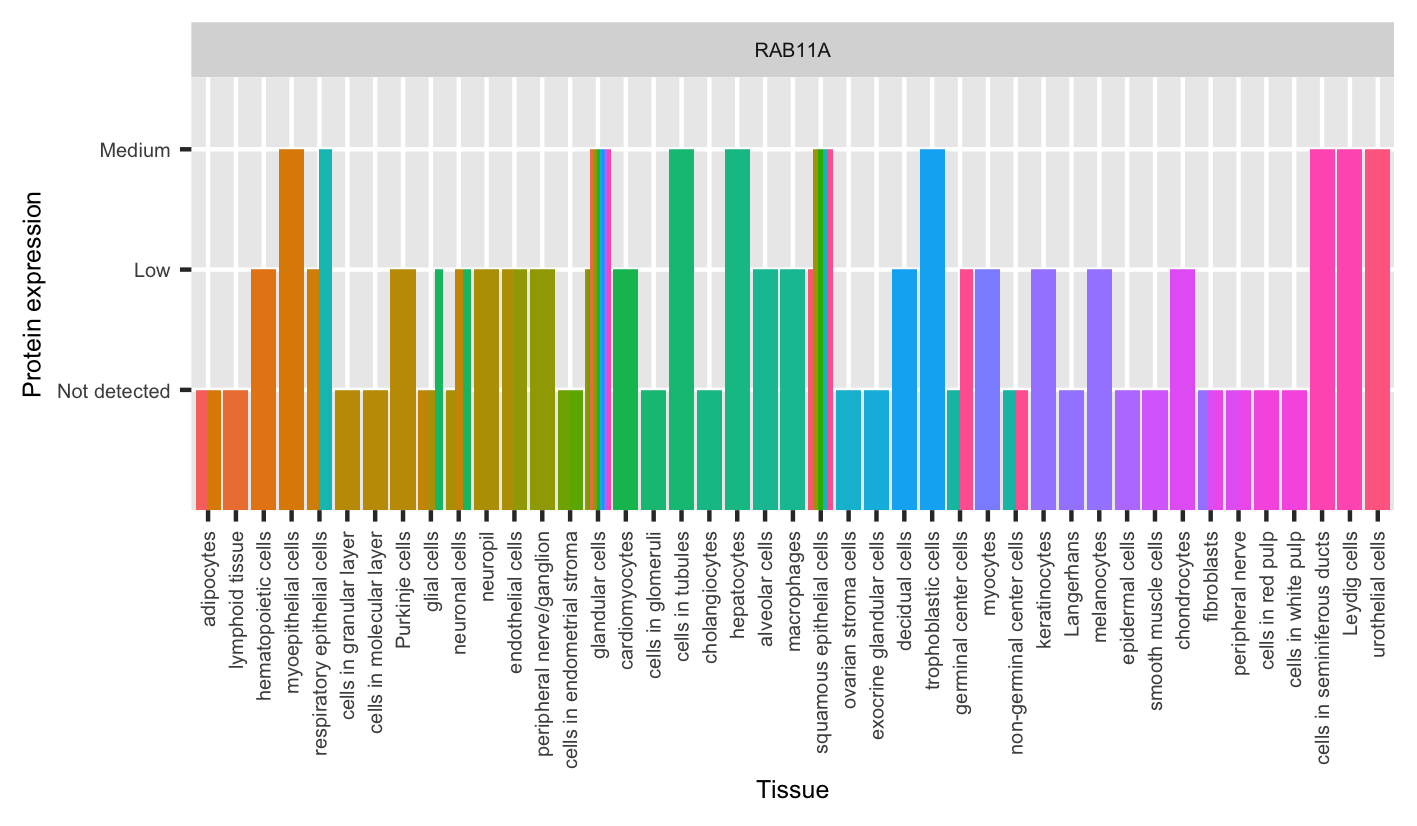 RAB11A
Protein expression
Medium
Low
Not detected
adipocytes
lymphoid tissue
hematopoietic cells
myoepithelial cells
respiratory epithelial cells
cells in granular layer
cells in molecular layer
Purkinje cells
glial cells
neuronal cells
neuropil
endothelial cells
peripheral nerve/ganglion
cells in endometrial stroma
glandular cells
cardiomyocytes
cells in glomeruli
cells in tubules
cholangiocytes
hepatocytes
alveolar cells
macrophages
squamous epithelial cells
ovarian stroma cells
exocrine glandular cells
decidual cells
trophoblastic cells
germinal center cells
myocytes
non-germinal center cells
keratinocytes
Langerhans
melanocytes
epidermal cells
smooth muscle cells
chondrocytes
fibroblasts
peripheral nerve
cells in red pulp
cells in white pulp
cells in seminiferous ducts
Leydig cells
urothelial cells
Tissue